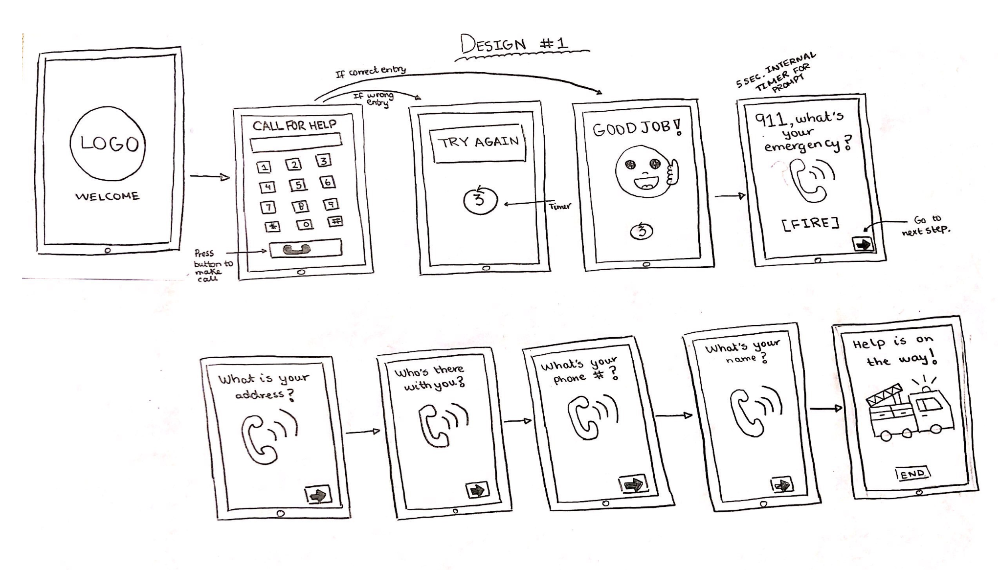 DESIGN #1
LOGO
WELCOME
If correct entry
If wrong
entry
CALL FOR HELP
1 2 3
4 5 6
7 8 9
* 0 #
Press
button to
make
call
TRY AGAIN
3
Timer
GOOD JOB!
3
5 SEC. INTERNAL
TIMER FOR
PROMPT
911, what's
your
emergency?
[FIRE]
Go to
next step.
What is your
address?
Who's there
with you?
What's your
phone #?
What's your
name?
Help is on
the way!
END